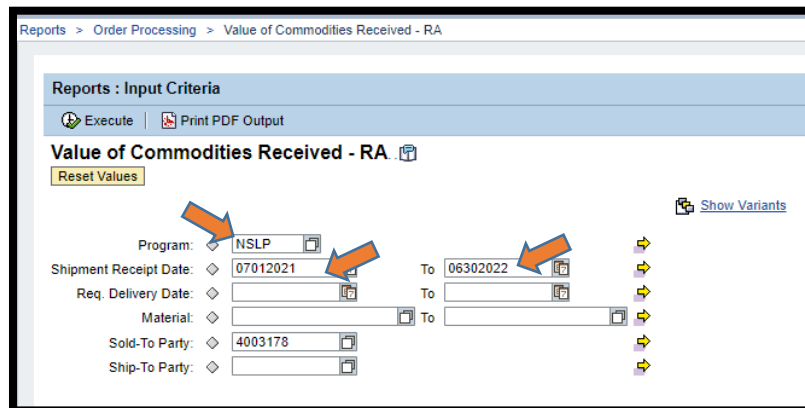 Reports > Order Processing > Value of Commodities Received - RA
Reports : Input Criteria
Execute Print PDF Output
Value of Commodities Received - RA
Reset Values
Show Variants
Program: NSLP
Shipment Receipt Date: 07012021 To 06302022
Req. Delivery Date: To
Material: To
Sold-To Party: 4003178
Ship-To Party: